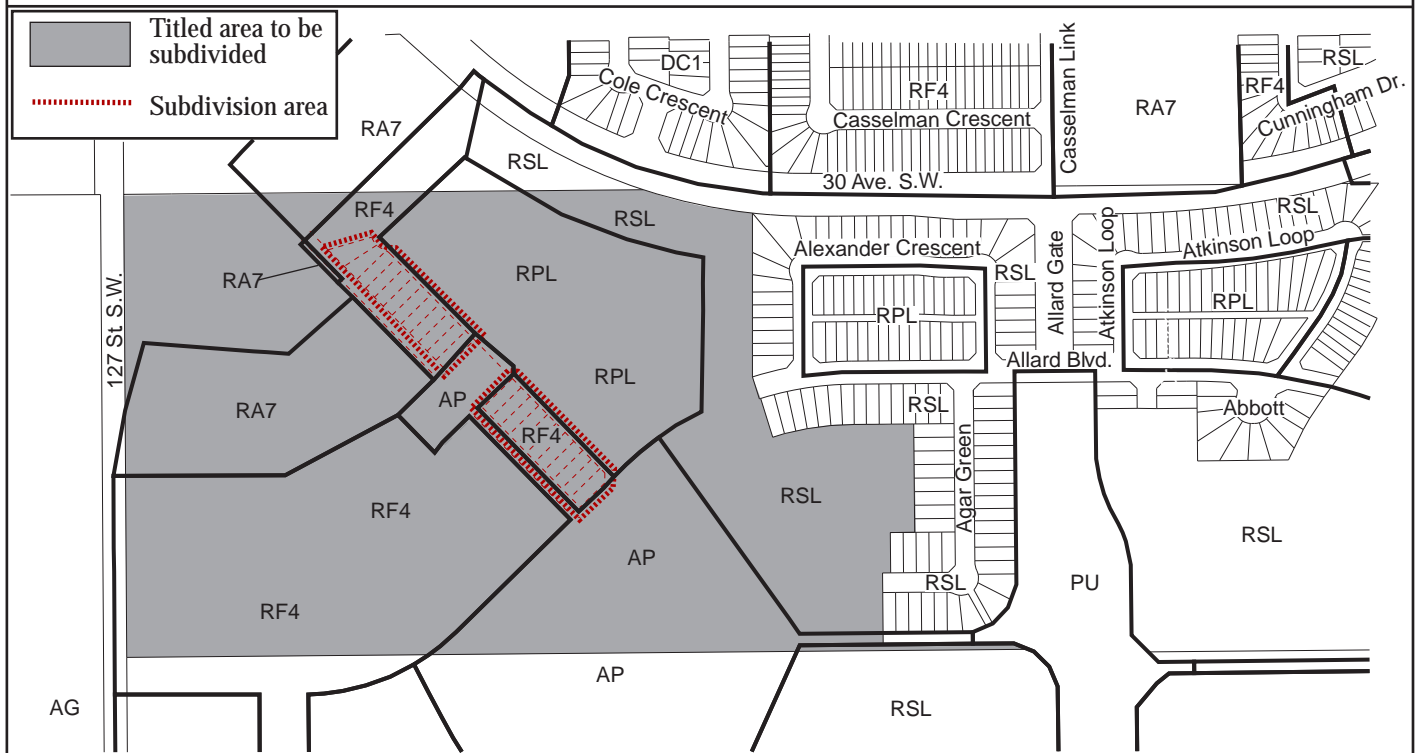 Titled area to be
subdivided
Subdivision area
RA7
RSL
Cole Crescent
DC1
RF4
Casselman Crescent
Casselman Link
RA7
RSL
RF4
Cunningham Dr.
30 Ave. S.W.
RF4
RSL
RPL
RA7
127 St S.W.
Alexander Crescent
RSL
Allard Gate
Atkinson Loop
RSL
Atkinson Loop
RPL
RPL
Allard Blvd.
RPL
AP
RA7
RF4
RSL
Abbott
Agar Green
RSL
RF4
AP
RSL
RSL
PU
RF4
AP
AG
RSL